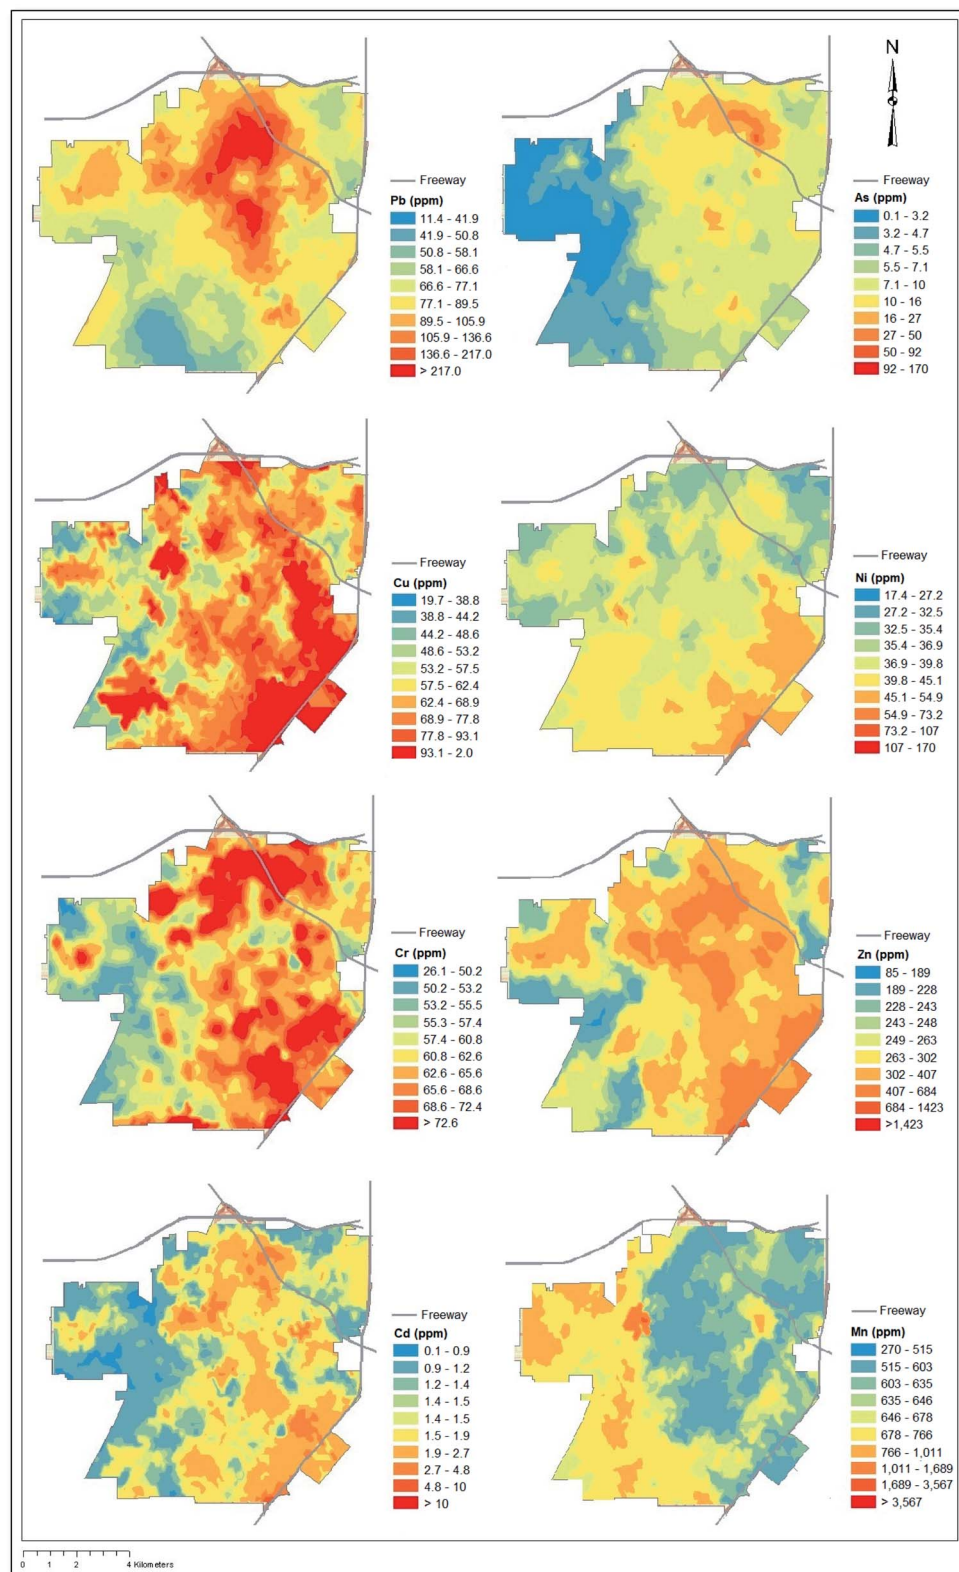 N
Freeway
Pb (ppm)
11.4 - 41.9
41.9 - 50.8
50.8 - 58.1
58.1 - 66.6
66.6 - 77.1
77.1 - 89.5
89.5 - 105.9
105.9 - 136.6
136.6 - 217.0
> 217.0
Freeway
As (ppm)
0.1 - 3.2
3.2 - 4.7
4.7 - 5.5
5.5 - 7.1
7.1 - 10
10 - 16
16 - 27
27 - 50
50 - 92
92 - 170
Freeway
Cu (ppm)
19.7 - 38.8
38.8 - 44.2
44.2 - 48.6
48.6 - 53.2
53.2 - 57.5
57.5 - 62.4
62.4 - 68.9
68.9 - 77.8
77.8 - 93.1
93.1 - 2.0
Freeway
Ni (ppm)
17.4 - 27.2
27.2 - 32.5
32.5 - 35.4
35.4 - 36.9
36.9 - 39.8
39.8 - 45.1
45.1 - 54.9
54.9 - 73.2
73.2 - 107
107 - 170
Freeway
Cr (ppm)
26.1 - 50.2
50.2 - 53.2
53.2 - 55.5
55.3 - 57.4
57.4 - 60.8
60.8 - 62.6
62.6 - 65.6
65.6 - 68.6
68.6 - 72.4
> 72.6
Freeway
Zn (ppm)
85 - 189
189 - 228
228 - 243
243 - 248
249 - 263
263 - 302
302 - 407
407 - 684
684 - 1423
>1,423
Freeway
Cd (ppm)
0.1 - 0.9
0.9 - 1.2
1.2 - 1.4
1.4 - 1.5
1.4 - 1.5
1.5 - 1.9
1.9 - 2.7
2.7 - 4.8
4.8 - 10
> 10
Freeway
Mn (ppm)
270 - 515
515 - 603
603 - 635
635 - 646
646 - 678
678 - 766
766 - 1,011
1,011 - 1,689
1,689 - 3,567
> 3,567
0 1 2 4 Kilometers